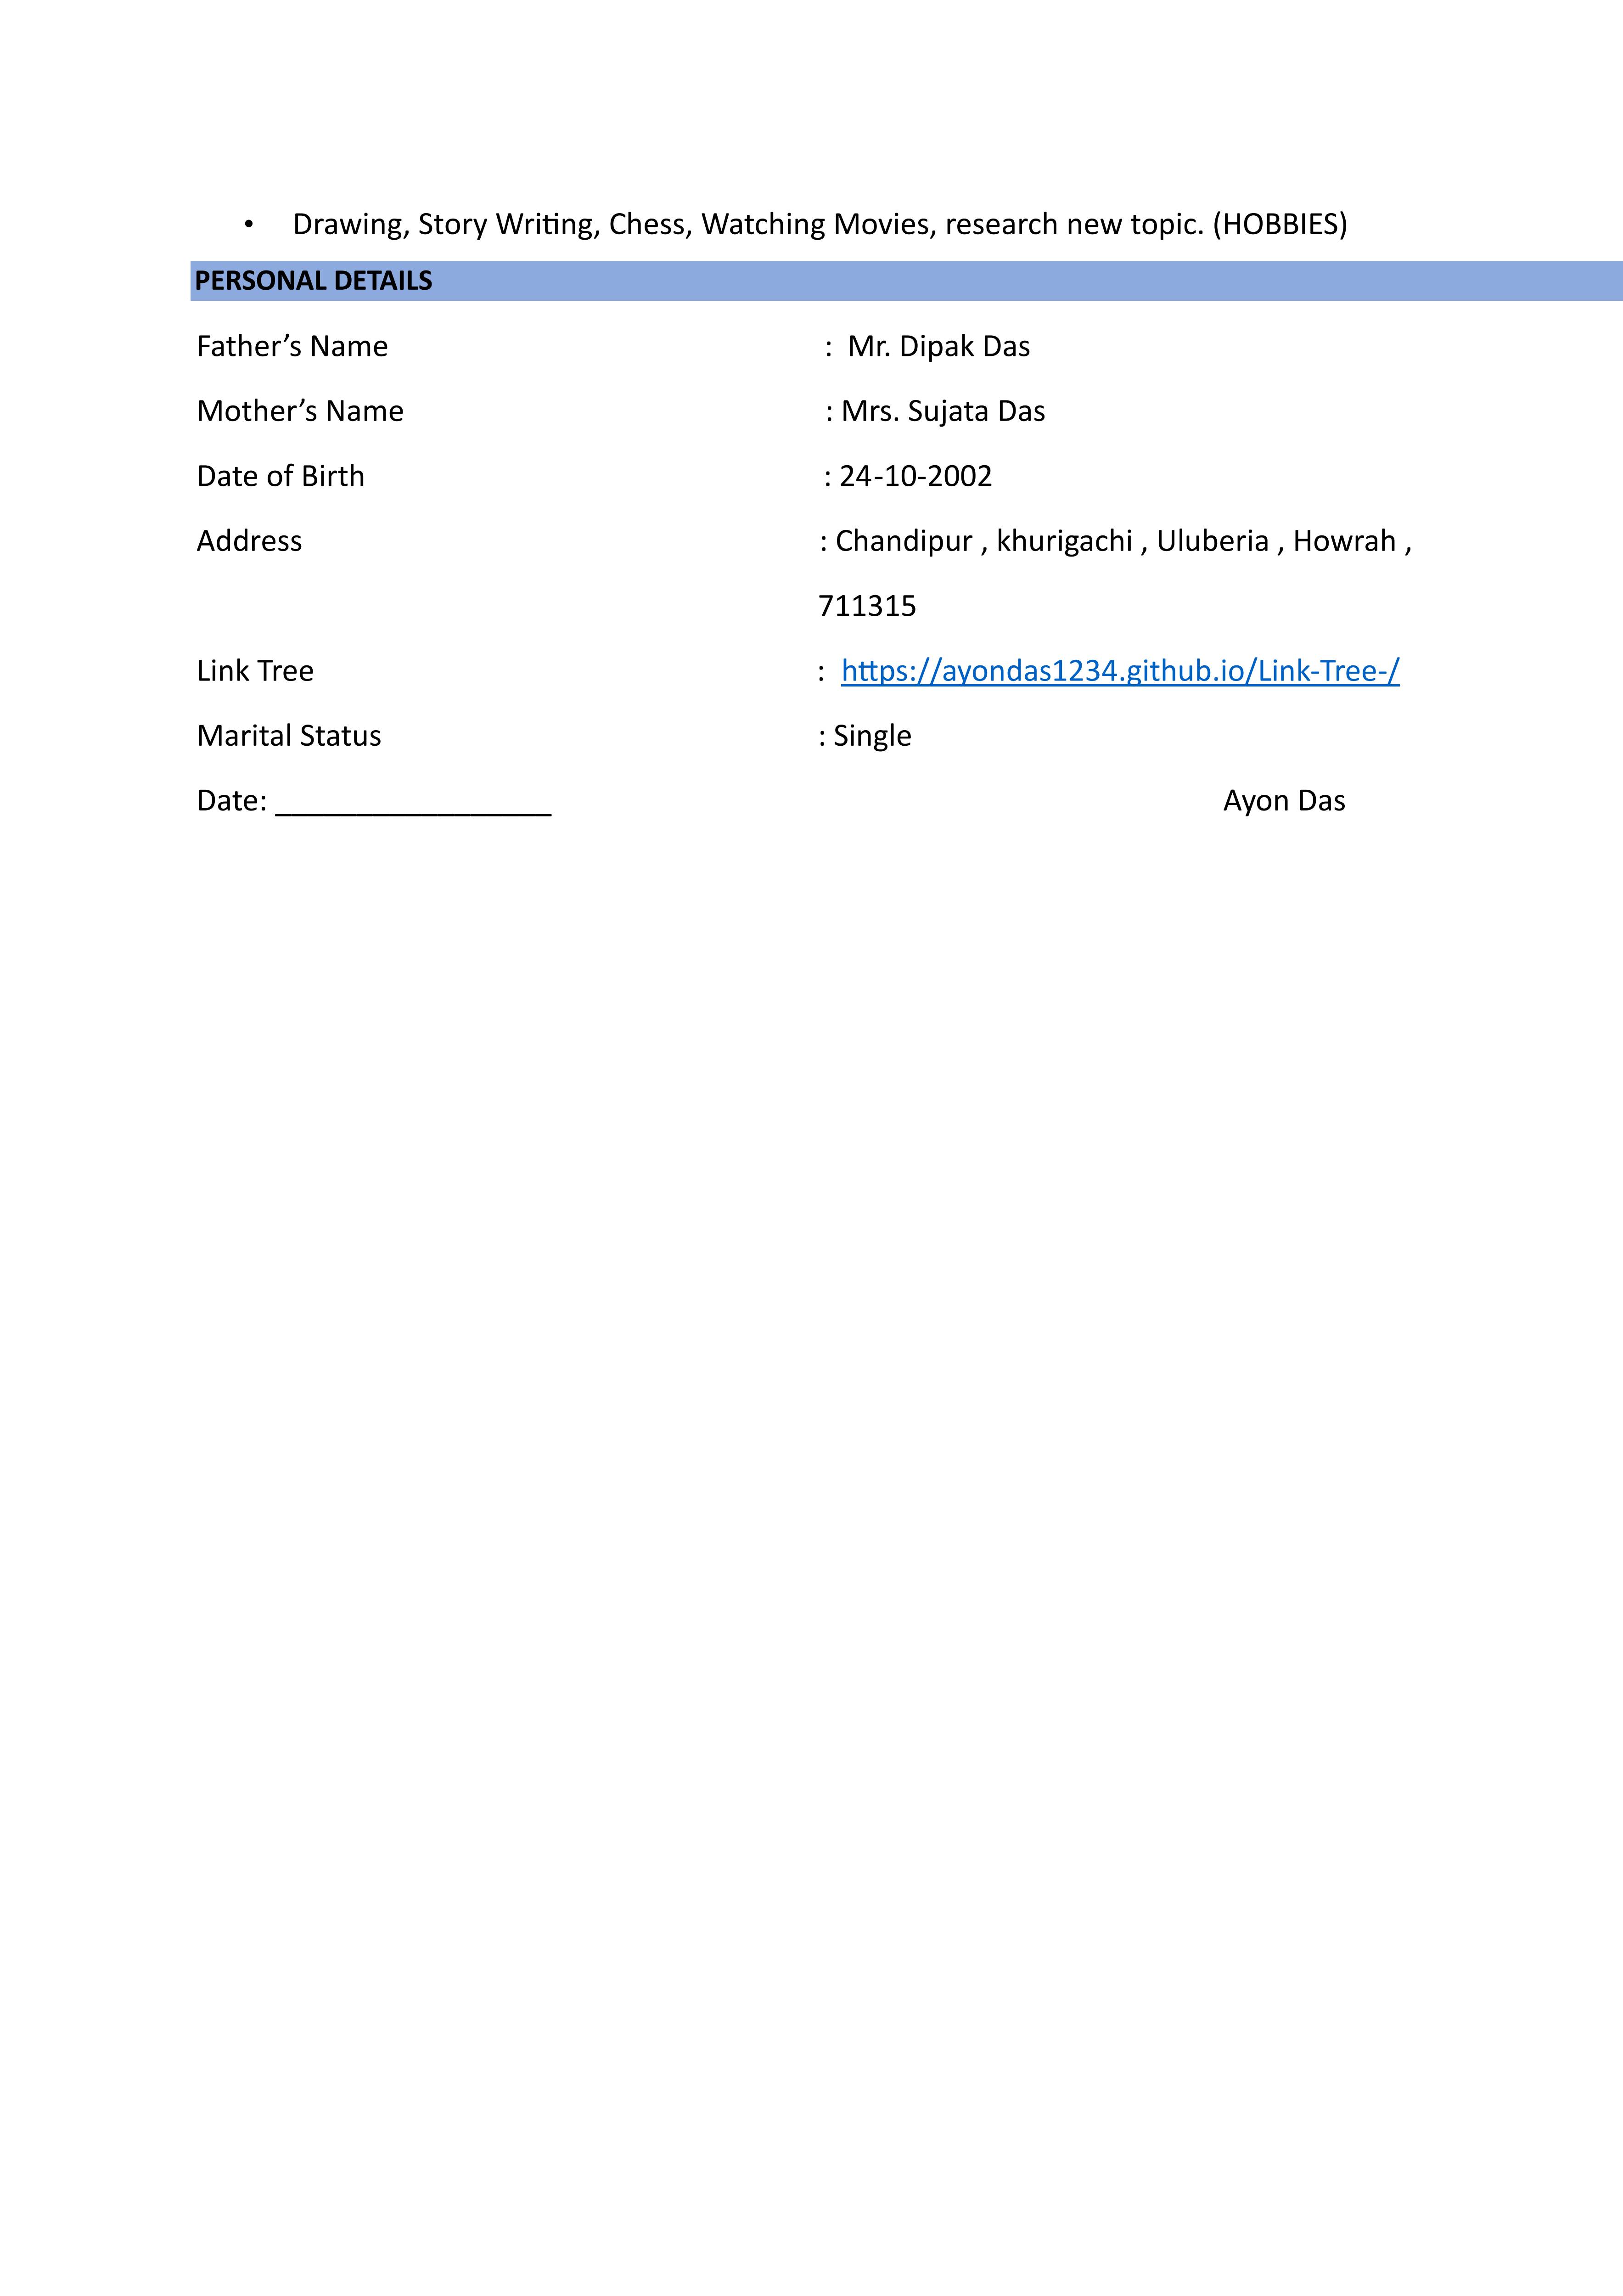 • Drawing, Story Writing, Chess, Watching Movies, research new topic. (HOBBIES)
PERSONAL DETAILS
Father’s Name : Mr. Dipak Das
Mother’s Name : Mrs. Sujata Das
Date of Birth : 24-10-2002
Address : Chandipur , khurigachi , Uluberia , Howrah ,
711315
Link Tree : https://ayondas1234.github.io/Link-Tree-/
Marital Status : Single
Date: _________________ Ayon Das